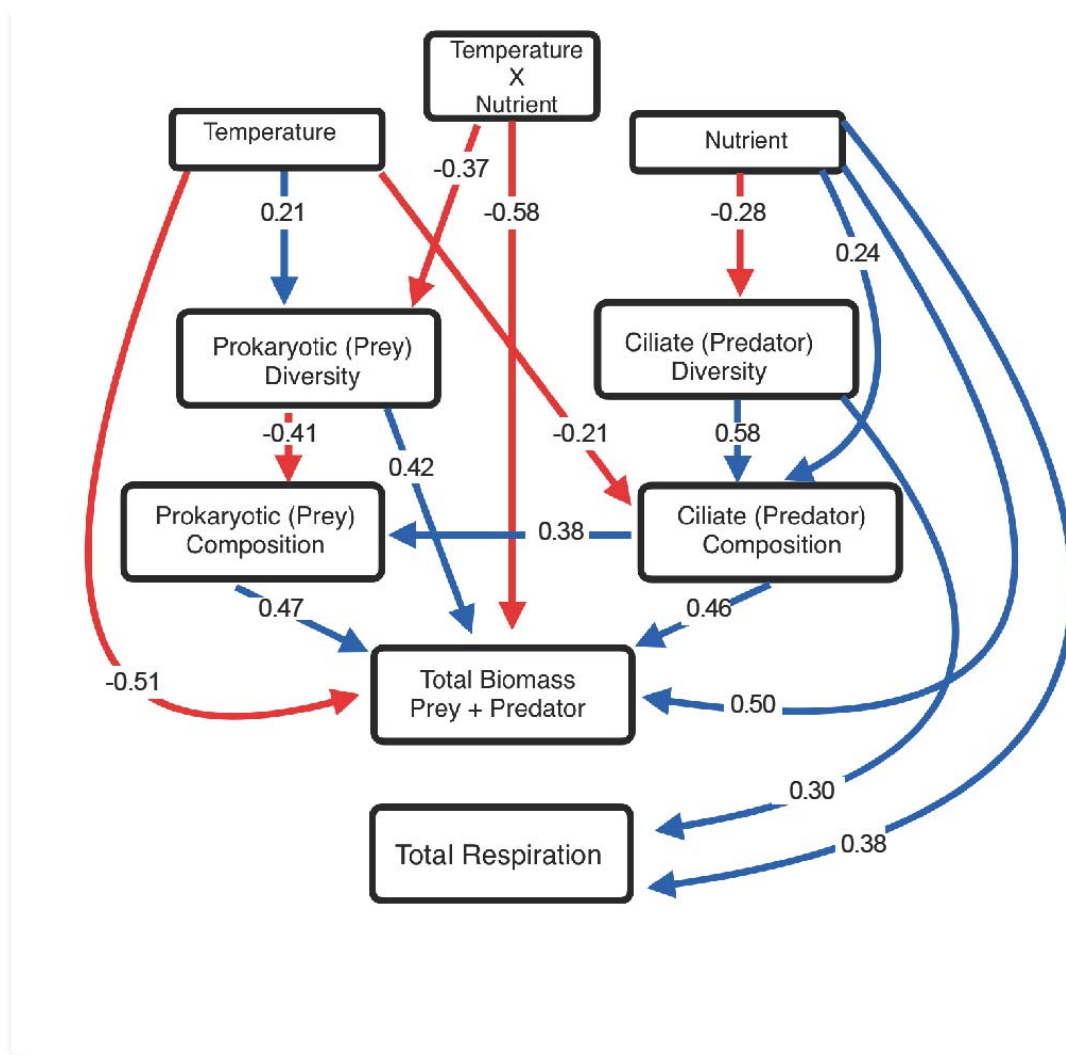 Temperature
X
Nutrient
Temperature
Nutrient
-0.37
0.21
-0.58
-0.28
0.24
Prokaryotic (Prey)
Diversity
Ciliate (Predator)
Diversity
-0.41
0.42
-0.21
0.58
Prokaryotic (Prey)
Composition
0.38
Ciliate (Predator)
Composition
0.47
0.46
-0.51
Total Biomass
Prey + Predator
0.50
0.30
0.38
Total Respiration